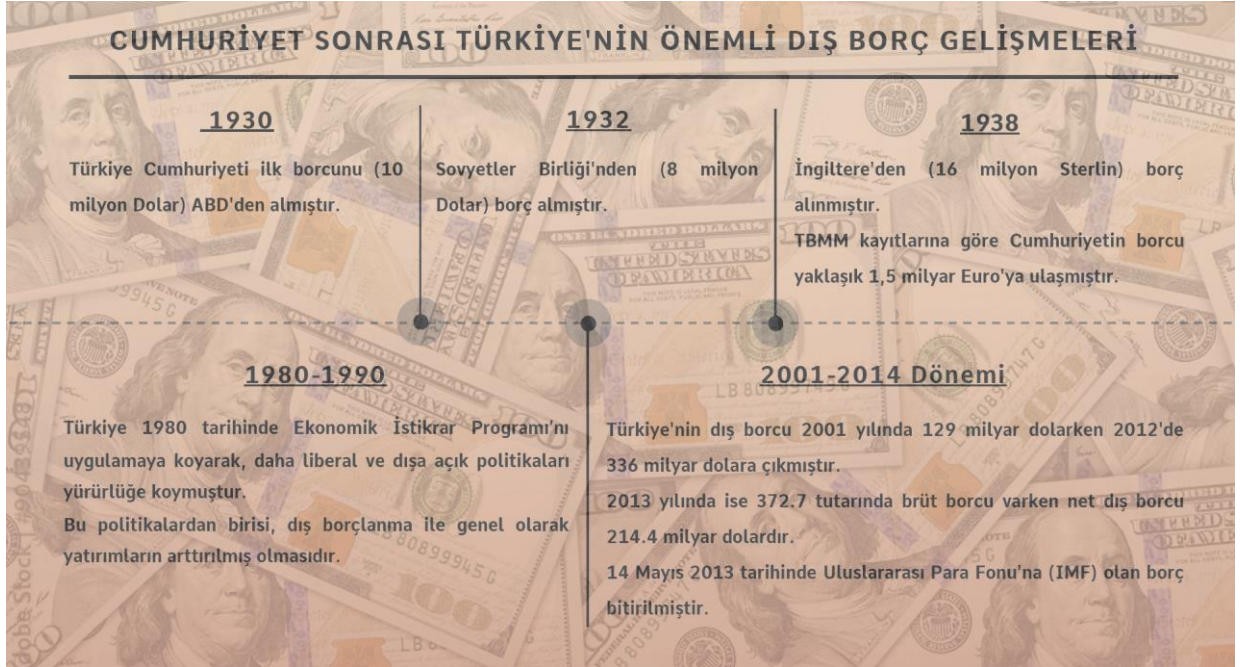 CUMHURİYET SONRASI TÜRKİYE'NİN ÖNEMLİ DIŞ BORÇ GELİŞMELERİ
1930
Türkiye Cumhuriyeti ilk borcunu (10
milyon Dolar) ABD'den almıştır.
1932
Sovyetler Birliği'nden (8 milyon
Dolar) borç almıştır.
1938
İngiltere'den (16 milyon Sterlin) borç
alinmıştır.
TBMM kayıtlarına göre Cumhuriyetin borcu
yaklaşık 1,5 milyar Euro'ya ulaşmıştır.
1980-1990
Türkiye 1980 tarihinde Ekonomik İstikrar Programı'nı
uygulamaya koyarak, daha liberal ve dışa açık politikaları
yürürlüğe koymuştur.
Bu politikalardan birisi, dış borçlanma ile genel olarak
yatırımların arttırılmış olmasıdır.
2001-2014 Dönemi
Türkiye'nin dış borcu 2001 yılında 129 milyar dolarken 2012'de
336 milyar dolara çıkmıştır.
2013 yılında ise 372.7 tutarında brüt borcu varken net dış borcu
214.4 milyar dolardır.
14 Mayıs 2013 tarihinde Uluslararası Para Fonu'na (IMF) olan borç
bitirilmiştir.